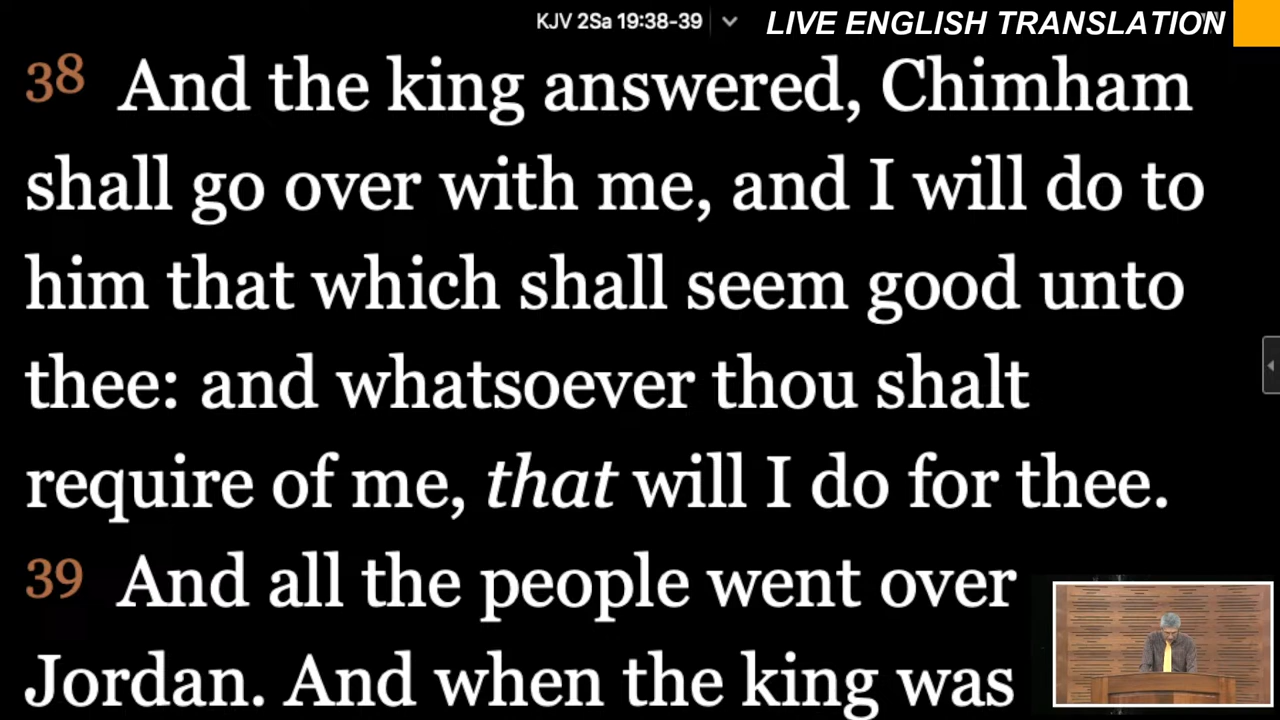 KJV 2Sa 19:38-39
LIVE ENGLISH TRANSLATION
38 And the king answered, Chimham
shall go over with me, and I will do to
him that which shall seem good unto
thee: and whatsoever thou shalt
require of me, that will I do for thee.
39 And all the people went over
Jordan. And when the king was